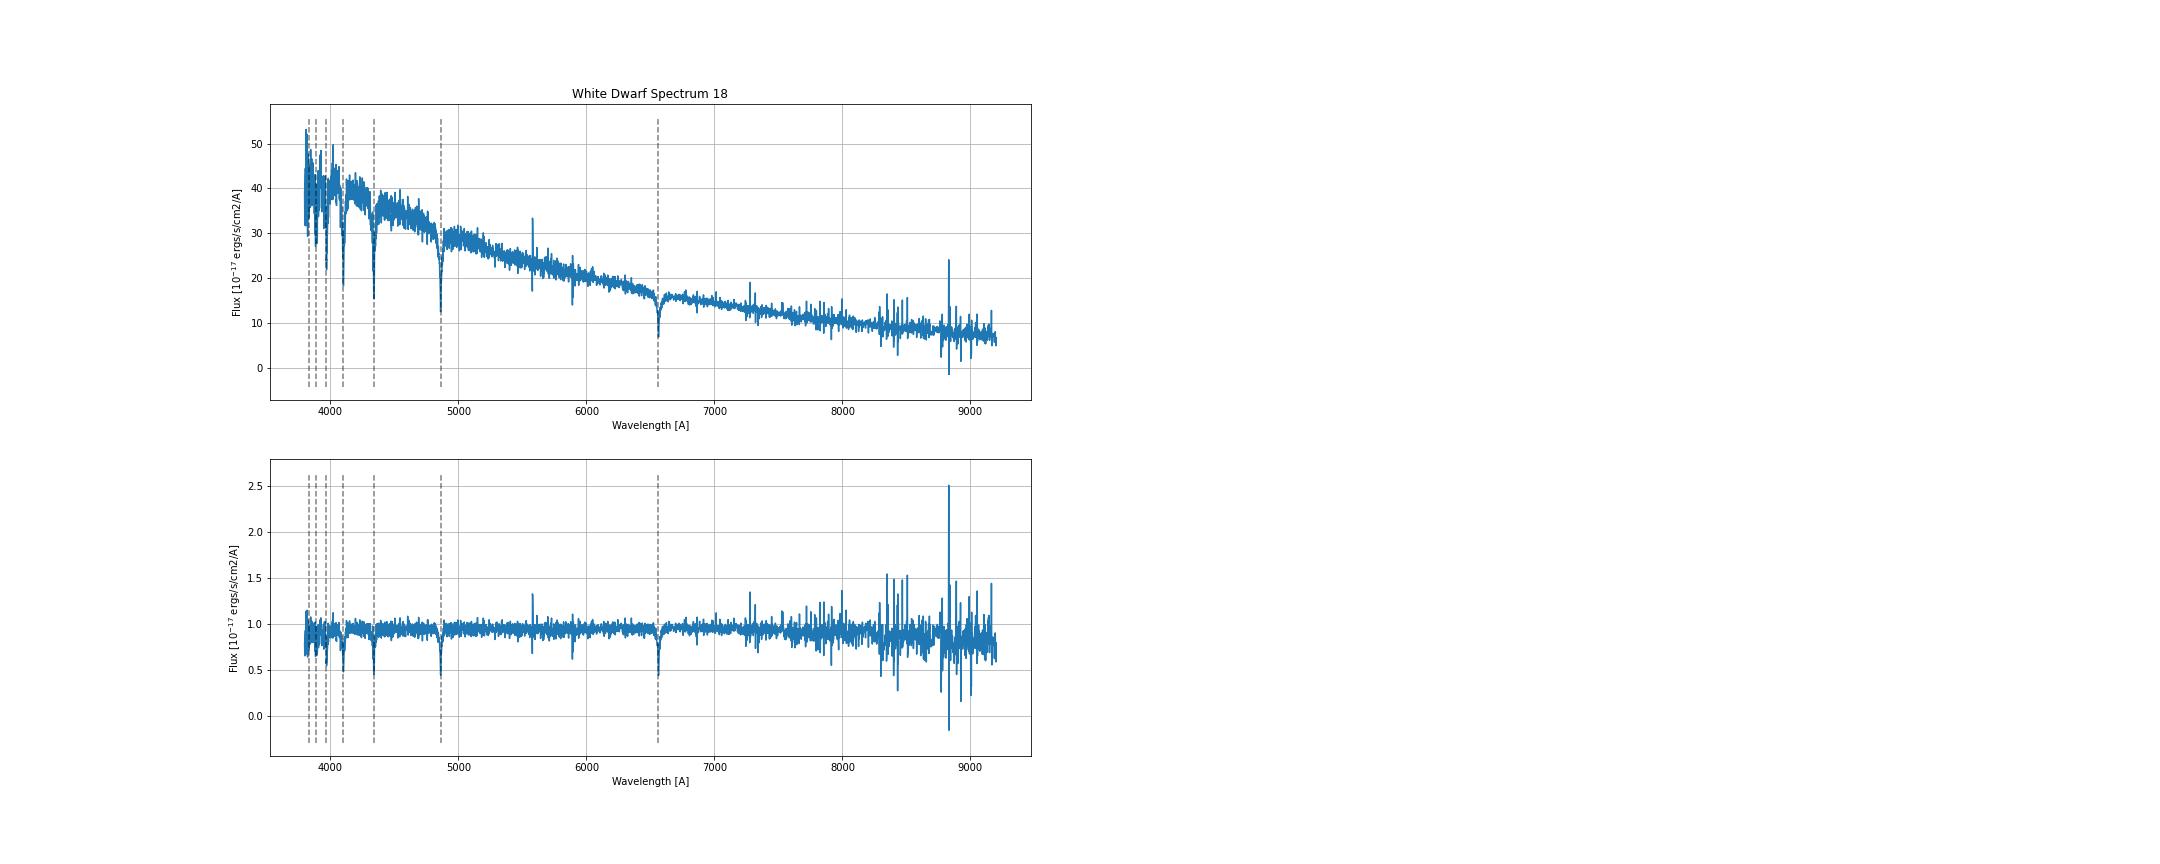 White Dwarf Spectrum 18
50
40
30
20
10
0
Flux [10⁻¹⁷ ergs/s/cm2/A]
4000 5000 6000 7000 8000 9000
Wavelength [A]
2.5
2.0
1.5
1.0
0.5
0.0
Flux [10⁻¹⁷ ergs/s/cm2/A]
4000 5000 6000 7000 8000 9000
Wavelength [A]